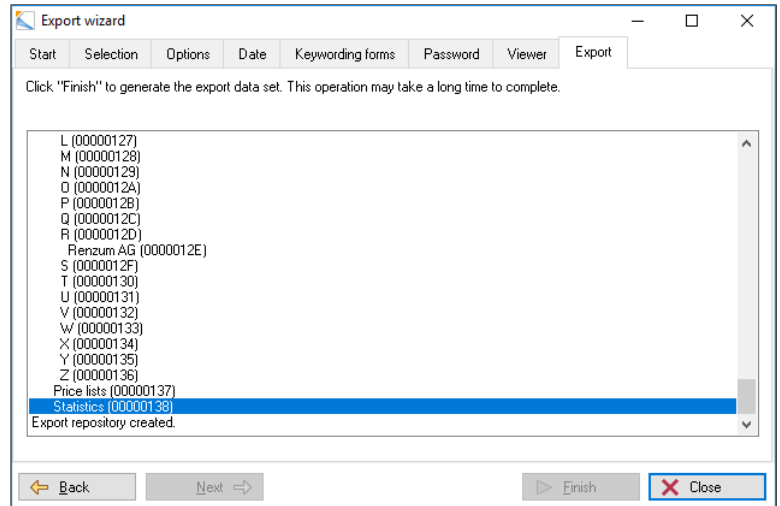 Export wizard
Start Selection Options Date Keywording forms Password Viewer Export
Click "Finish" to generate the export data set. This operation may take a long time to complete.
L (00000127)
M (00000128)
N (00000129)
O (0000012A)
P (0000012B)
Q (0000012C)
R (0000012D)
Renzum AG (0000012E)
S (0000012F)
T (00000130)
U (00000131)
V (00000132)
W (00000133)
X (00000134)
Y (00000135)
Z (00000136)
Price lists (00000137)
Statistics (00000138)
Export repository created.
Back Next Finish Close